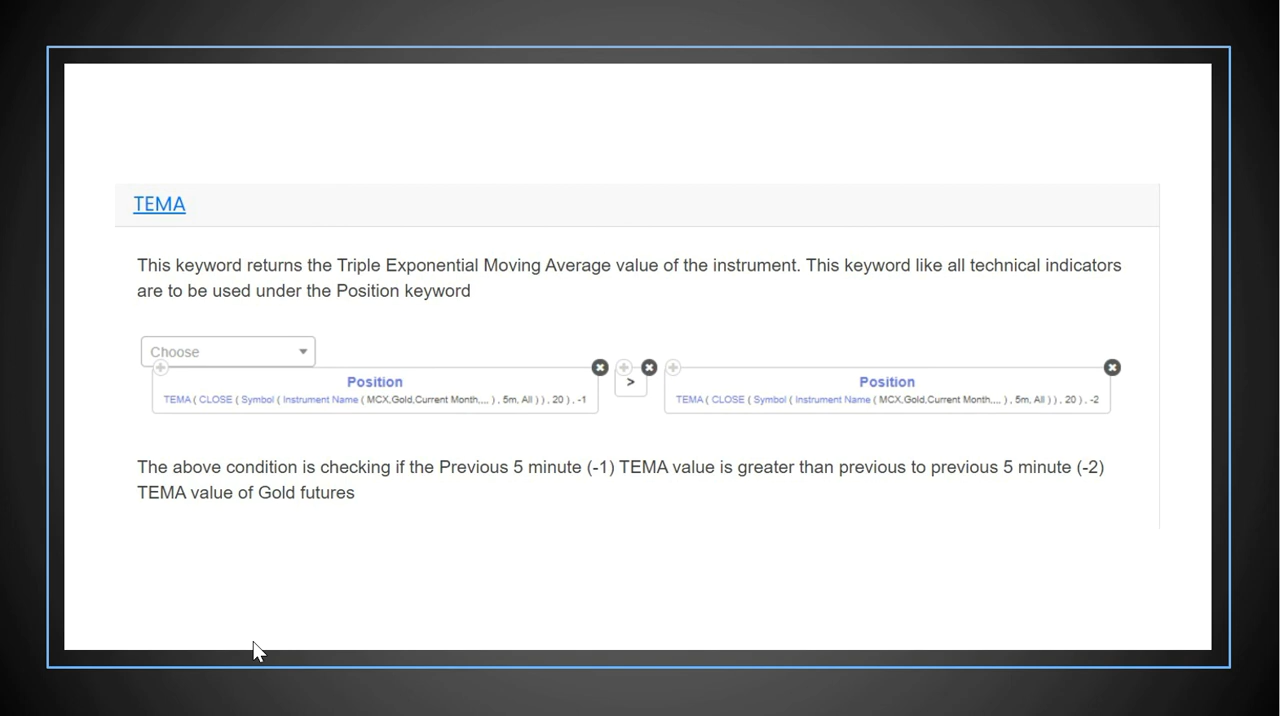 TEMA
This keyword returns the Triple Exponential Moving Average value of the instrument. This keyword like all technical indicators
are to be used under the Position keyword
Choose
Position
TEMA ( CLOSE ( Symbol ( Instrument Name ( MCX,Gold,Current Month,,,, ) , 5m, All ) ) , 20 ) , -1
>
Position
TEMA ( CLOSE ( Symbol ( Instrument Name ( MCX,Gold,Current Month,,,, ) , 5m, All ) ) , 20 ) , -2
The above condition is checking if the Previous 5 minute (-1) TEMA value is greater than previous to previous 5 minute (-2)
TEMA value of Gold futures